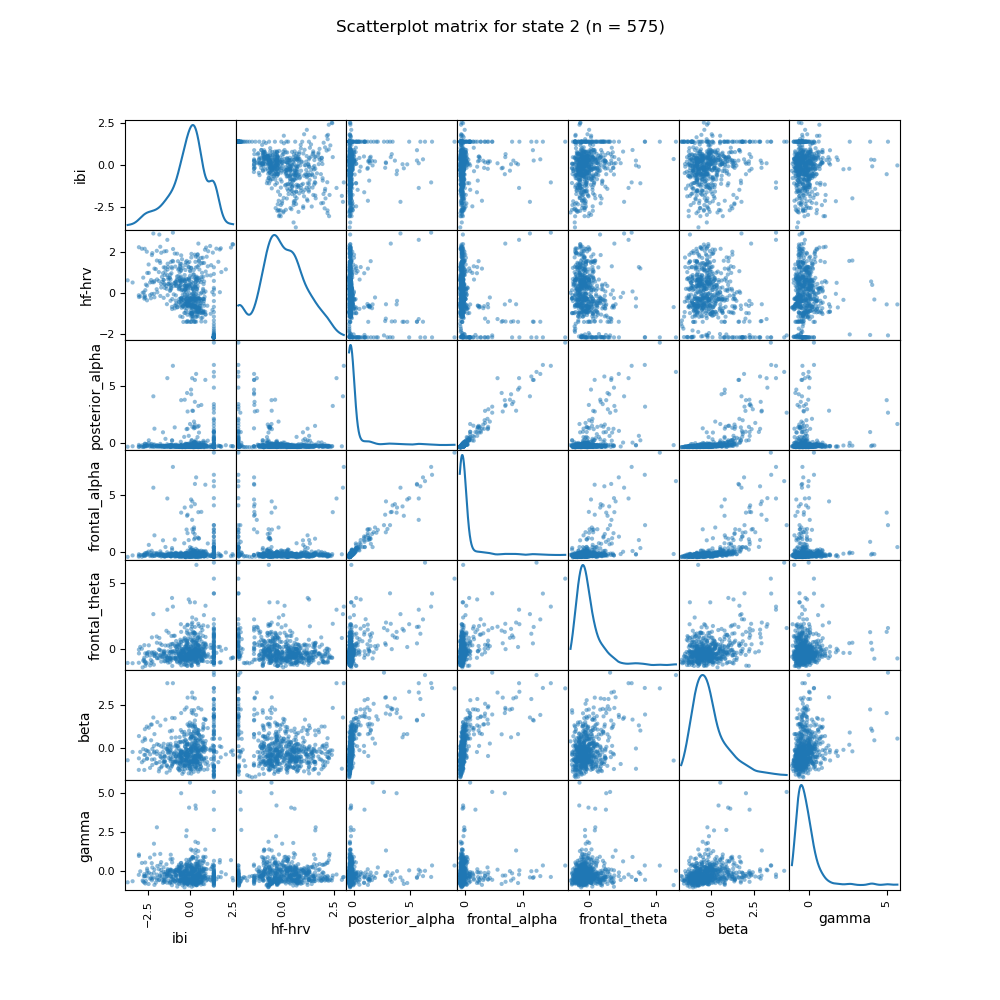 Scatterplot matrix for state 2 (n = 575)
2.5
0.0
−2.5
ibi
2
0
−2
hf-hrv
5
0
posterior_alpha
5
0
frontal_alpha
5
0
frontal_theta
2.5
0.0
beta
5.0
2.5
0.0
gamma
−2.5
0.0
2.5
0.0
2.5
0
5
0
5
0
5
0.0
2.5
0
5
ibi
hf-hrv
posterior_alpha
frontal_alpha
frontal_theta
beta
gamma